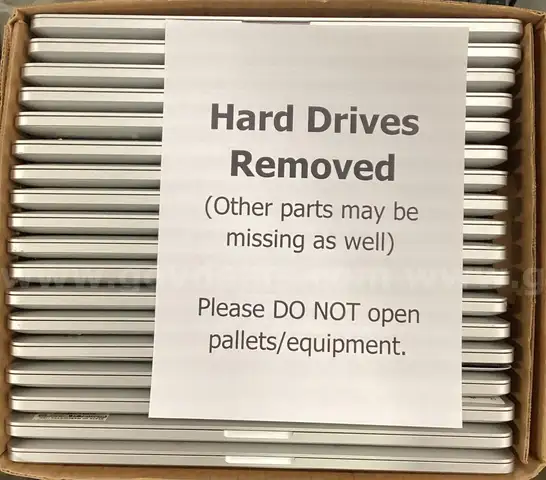 Hard Drives
Removed
(Other parts may be
missing as well)
Please DO NOT open
pallets/equipment.